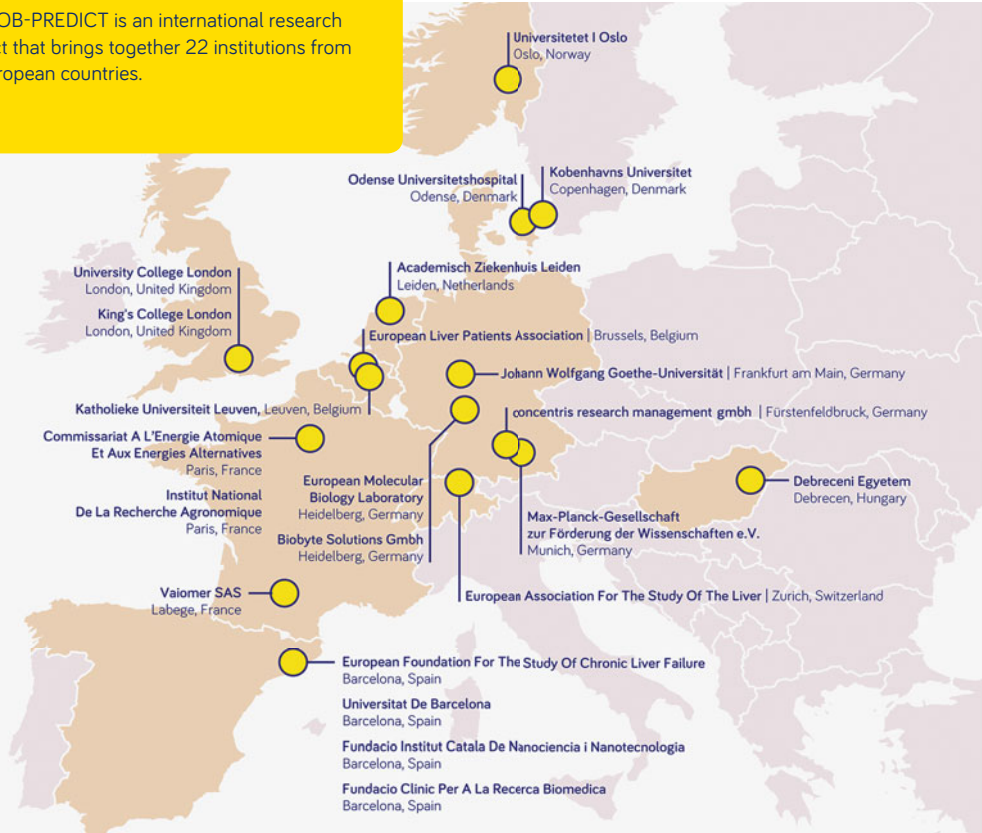 OB-PREDICT is an international research
ct that brings together 22 institutions from
ropean countries.
Universitetet I Oslo
Oslo, Norway
Odense Universitetshospital
Odense, Denmark
Kobenhavns Universitet
Copenhagen, Denmark
University College London
London, United Kingdom
King's College London
London, United Kingdom
Academisch Ziekenhuis Leiden
Leiden, Netherlands
European Liver Patients Association | Brussels, Belgium
Johann Wolfgang Goethe-Universität | Frankfurt am Main, Germany
Katholieke Universiteit Leuven, Leuven, Belgium
concentris research management gmbh | Fürstenfeldbruck, Germany
Commissariat A L'Energie Atomique
Et Aux Energies Alternatives
Paris, France
Institut National
De La Recherche Agronomique
Paris, France
European Molecular
Biology Laboratory
Heidelberg, Germany
Biobyte Solutions Gmbh
Heidelberg, Germany
Max-Planck-Gesellschaft
zur Förderung der Wissenschaften e.V.
Munich, Germany
Debreceni Egyetem
Debrecen, Hungary
Vaiomer SAS
Labege, France
European Association For The Study Of The Liver | Zurich, Switzerland
European Foundation For The Study Of Chronic Liver Failure
Barcelona, Spain
Universitat De Barcelona
Barcelona, Spain
Fundacio Institut Catala De Nanociencia i Nanotecnologia
Barcelona, Spain
Fundacio Clinic Per A La Recerca Biomedica
Barcelona, Spain